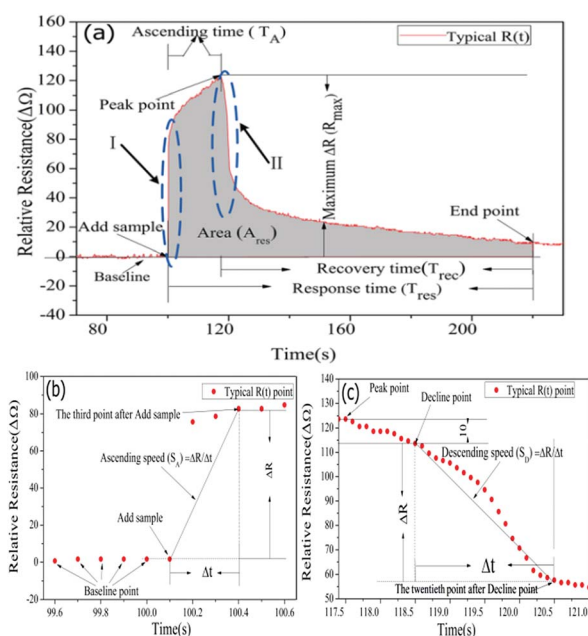 (a)
Ascending time ( T_A )
Typical R(t)
140
120
100
80
60
40
20
0
-20
-40
Relative Resistance(ΔΩ)
Peak point
I
II
Maximum ΔR (R_max)
Add sample
Area (A_res)
End point
Baseline
Recovery time(T_rec)
Response time (T_res)
80
120
160
200
Time(s)
(b)
Typical R(t) point
100
80
60
40
20
0
-20
Relative Resistance(ΔΩ)
The third point after Add sample
Ascending speed (S_A)=ΔR/Δt
ΔR
Add sample
Δt
Baseline point
99.6
99.8
100.0
100.2
100.4
100.6
Time(s)
(c)
Typical R(t) point
130
120
110
100
90
80
70
60
50
Relative Resistance(ΔΩ)
Peak point
Decline point
10
Descending speed (S_D)=ΔR/Δt
ΔR
Δt
The twentieth point after Decline point
117.5
118.0
118.5
119.0
119.5
120.0
120.5
121.0
Time(s)